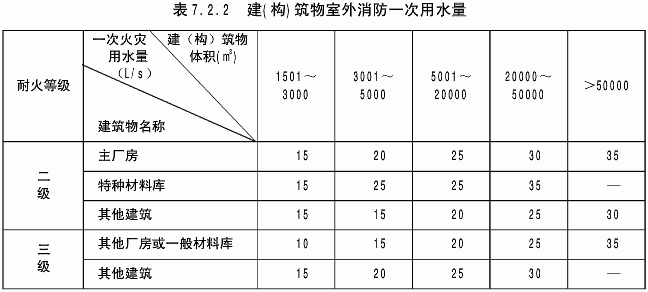 表7.2.2 建(构)筑物室外消防一次用水量
耐火等级
一次火灾
用水量
(L/s)
建（构）筑物
体积(m³)
建筑物名称
1501～
3000
3001～
5000
5001～
20000
20000～
50000
>50000
二级
主厂房 15 20 25 30 35
特种材料库 15 25 25 35 —
其他建筑 15 15 20 25 30
三级
其他厂房或一般材料库 10 15 20 25 35
其他建筑 15 20 25 30 —